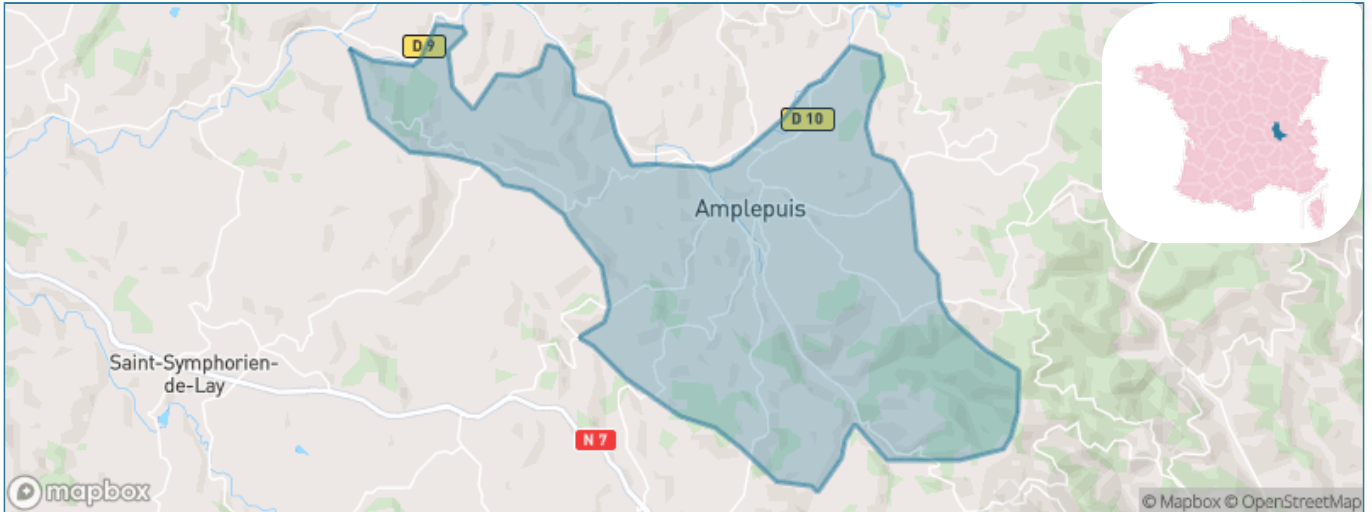 D 9
D 10
Amplepuis
Saint-Symphorien-
de-Lay
N 7
mapbox
© Mapbox © OpenStreetMap